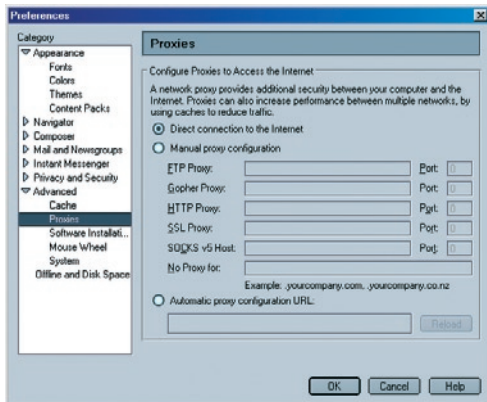 Preferences
Category
Appearance
Fonts
Colors
Themes
Content Packs
Navigator
Composer
Mail and Newsgroups
Instant Messenger
Privacy and Security
Advanced
Cache
Proxies
Software Installati...
Mouse Wheel
System
Offline and Disk Space
Proxies
Configure Proxies to Access the Internet
A network proxy provides additional security between your computer and the
Internet. Proxies can also increase performance between multiple networks, by
using caches to reduce traffic.
Direct connection to the Internet
Manual proxy configuration
FTP Proxy: Port: 0
Gopher Proxy: Port: 0
HTTP Proxy: Port: 0
SSL Proxy: Port: 0
SOCKS v5 Host: Port: 0
No Proxy for:
Example: .yourcompany.com, .yourcompany.co.nz
Automatic proxy configuration URL:
Reload
OK Cancel Help